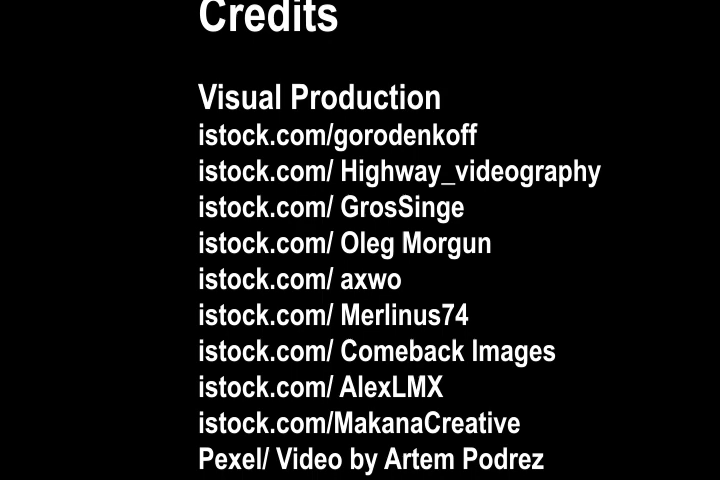 Credits
Visual Production
istock.com/gorodenkoff
istock.com/ Highway_videography
istock.com/ GrosSinge
istock.com/ Oleg Morgun
istock.com/ axwo
istock.com/ Merlinus74
istock.com/ Comeback Images
istock.com/ AlexLMX
istock.com/MakanaCreative
Pexel/ Video by Artem Podrez